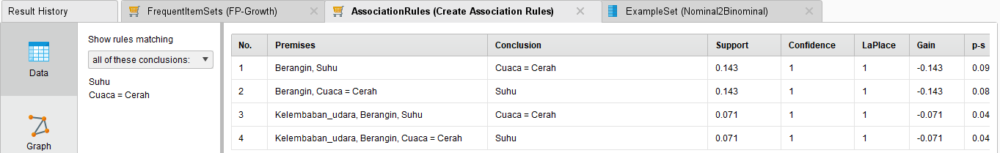 Result History FrequentItemSets (FP-Growth) AssociationRules (Create Association Rules) ExampleSet (Nominal2Binominal)
Data
Graph
Show rules matching
all of these conclusions:
Suhu
Cuaca = Cerah
No. Premises Conclusion Support Confidence LaPlace Gain p-s
1 Berangin, Suhu Cuaca = Cerah 0.143 1 1 -0.143 0.09
2 Berangin, Cuaca = Cerah Suhu 0.143 1 1 -0.143 0.08
3 Kelembaban_udara, Berangin, Suhu Cuaca = Cerah 0.071 1 1 -0.071 0.04
4 Kelembaban_udara, Berangin, Cuaca = Cerah Suhu 0.071 1 1 -0.071 0.04